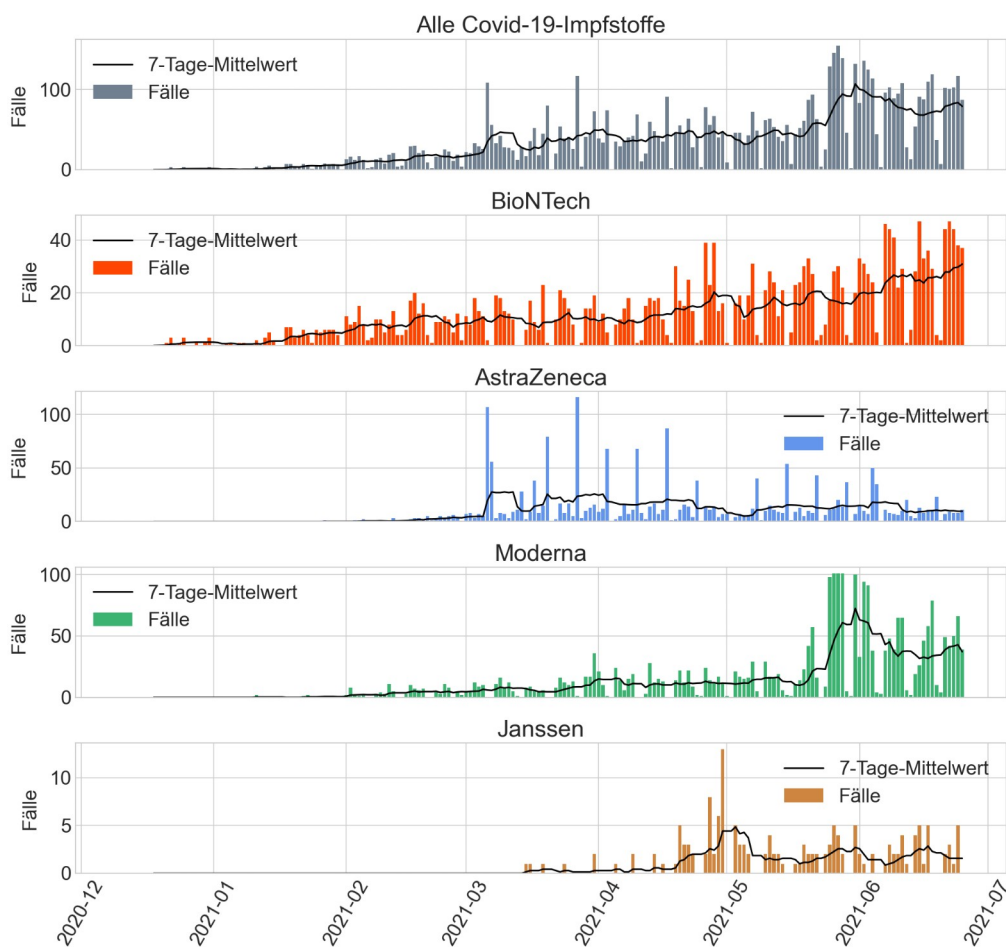 Alle Covid-19-Impfstoffe
7-Tage-Mittelwert
Fälle
Fälle
100
0
BioNTech
7-Tage-Mittelwert
Fälle
Fälle
40
20
0
AstraZeneca
7-Tage-Mittelwert
Fälle
Fälle
100
50
0
Moderna
7-Tage-Mittelwert
Fälle
Fälle
100
50
0
Janssen
7-Tage-Mittelwert
Fälle
Fälle
10
5
0
2020-12
2021-01
2021-02
2021-03
2021-04
2021-05
2021-06
2021-07